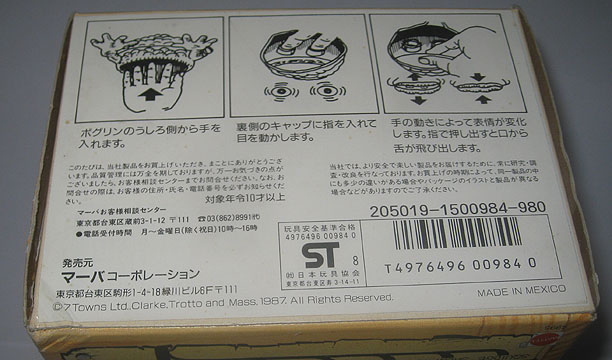 ボグリンのうしろ側から手を
入れます。
裏側のキャップに指を入れて
目を動かします。
手の動きによって表情が変化
します。指で押し出すと口から
舌が飛び出します。
このたびは、当社製品をお買上げいただき、まことにありがとうござ
います。品質管理には万全を期しておりますが、万一お気づきの点が
ございましたら、お客様相談センターまでお問合せください。なお、お
問合せの際は、お客様の住所・氏名・電話番号を必ずお知らせくだ
さい。
対象年令10才以上
マーバお客様相談センター
東京都台東区蔵前3-1-12 〒111 ☎03(862)8991㈹
●電話受付時間 月〜金曜日(除く祝日)10時〜16時
当社では、より安全で楽しい製品をお届けするために、常に研究・調
査・改良を行なっております。お買上げの時期によって、同一製品の中
にも多少の違いがある場合やパッケージのイラストと製品が異なる
場合などがありますのでご了承ください。
205019-1500984-980
玩具安全基準合格
4976496 00984 0
ST 8
㈳日本玩具協会
東京都台東区寿3-14-11
T 4976496 00984 0
発売元
マーバコーポレーション
東京都台東区駒形1-4-18 緑川ビル6F 〒111
©7Towns Ltd. Clarke, Trotto and Mass. 1987. All Rights Reserved.
MADE IN MEXICO